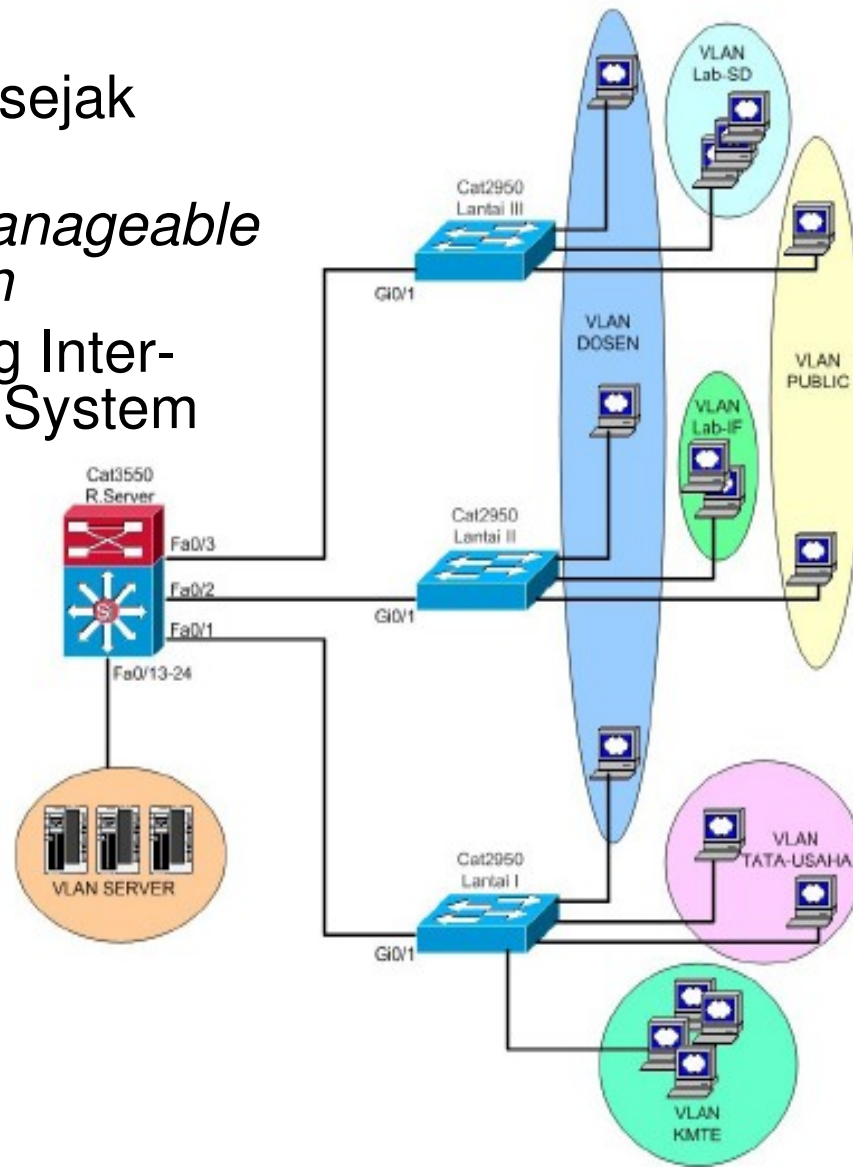 sejak
anageable
n
g Inter-
System
VLAN
Lab-SD
Cat2950
Lantai III
Gi0/1
VLAN
DOSEN
VLAN
PUBLIC
VLAN
Lab-IF
Cat3550
R.Server
Fa0/3
Cat2950
Lantai II
Fa0/2
Gi0/1
Fa0/1
Si
Fa0/13-24
VLAN SERVER
Cat2950
Lantai I
Gi0/1
VLAN
TATA-USAHA
VLAN
KMTE